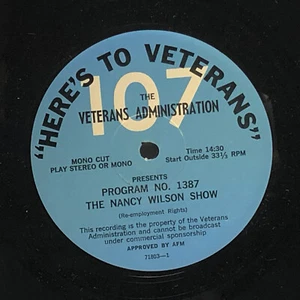 "HERE'S TO VETERANS"
107
THE
VETERANS ADMINISTRATION
MONO CUT
PLAY STEREO OR MONO
Time 14:30
Start Outside 33⅓ RPM
PRESENTS
PROGRAM NO. 1387
THE NANCY WILSON SHOW
(Re-employment Rights)
This recording is the property of the Veterans
Administration and cannot be broadcast
under commercial sponsorship
APPROVED BY AFM
71853—1